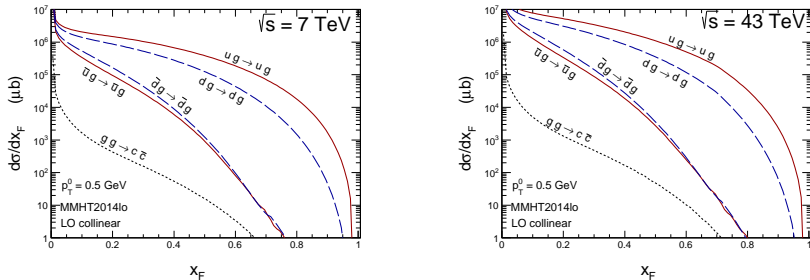 √s = 7 TeV
10⁷
10⁶
10⁵
10⁴
10³
10²
10
1
dσ/dx_F (μb)
u g → u g
d g → d g
d̄ g → d̄ g
ū g → ū g
g g → c c̄
p_T^0 = 0.5 GeV
MMHT2014lo
LO collinear
0 0.2 0.4 0.6 0.8 1
x_F
√s = 43 TeV
10⁷
10⁶
10⁵
10⁴
10³
10²
10
1
dσ/dx_F (μb)
u g → u g
d g → d g
d̄ g → d̄ g
ū g → ū g
g g → c c̄
p_T^0 = 0.5 GeV
MMHT2014lo
LO collinear
0 0.2 0.4 0.6 0.8 1
x_F